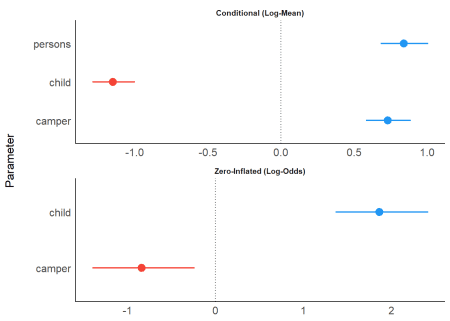 Conditional (Log-Mean)
persons
child
camper
-1.0 -0.5 0.0 0.5 1.0
Parameter
Zero-Inflated (Log-Odds)
child
camper
-1 0 1 2